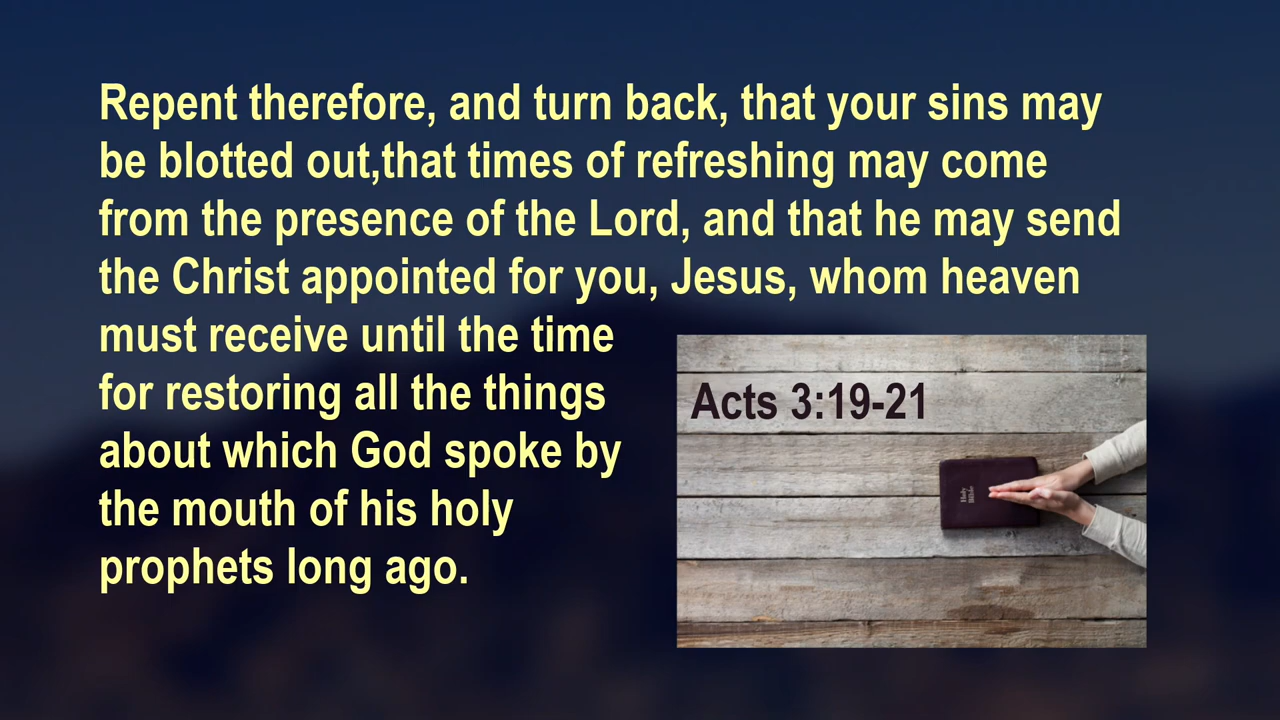 Repent therefore, and turn back, that your sins may
be blotted out,that times of refreshing may come
from the presence of the Lord, and that he may send
the Christ appointed for you, Jesus, whom heaven
must receive until the time
for restoring all the things
about which God spoke by
the mouth of his holy
prophets long ago.
Acts 3:19-21
Holy
Bible